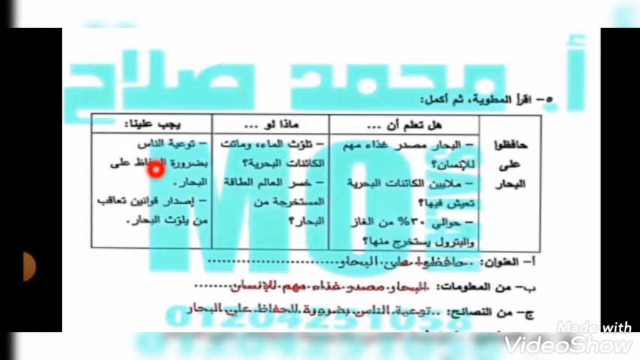 أ. محمد صلاح
٥- اقرأ المطوية، ثم أكمل:
حافظوا
على
البحار
هل تعلم أن ...
- البحار مصدر غذاء مهم
للإنسان؟
- ملايين الكائنات البحرية
تعيش فيها؟
- حوالي ٣٠% من الغاز
والبترول يستخرج منها؟
ماذا لو ...
- تلوّث الماء، وماتت
الكائنات البحرية؟
- خسر العالم الطاقة
المستخرجة من
البحار؟
يجب علينا:
- توعية الناس
بضرورة الحفاظ على
البحار.
- إصدار قوانين تعاقب
من يلوّث البحار.
أ- العنوان: ..حافظوا على البحار..
ب- من المعلومات: البحار مصدر غذاء مهم للإنسان
ج- من النصائح: ..توعية الناس بضرورة الحفاظ على البحار
01204251058
Made with
VideoShow